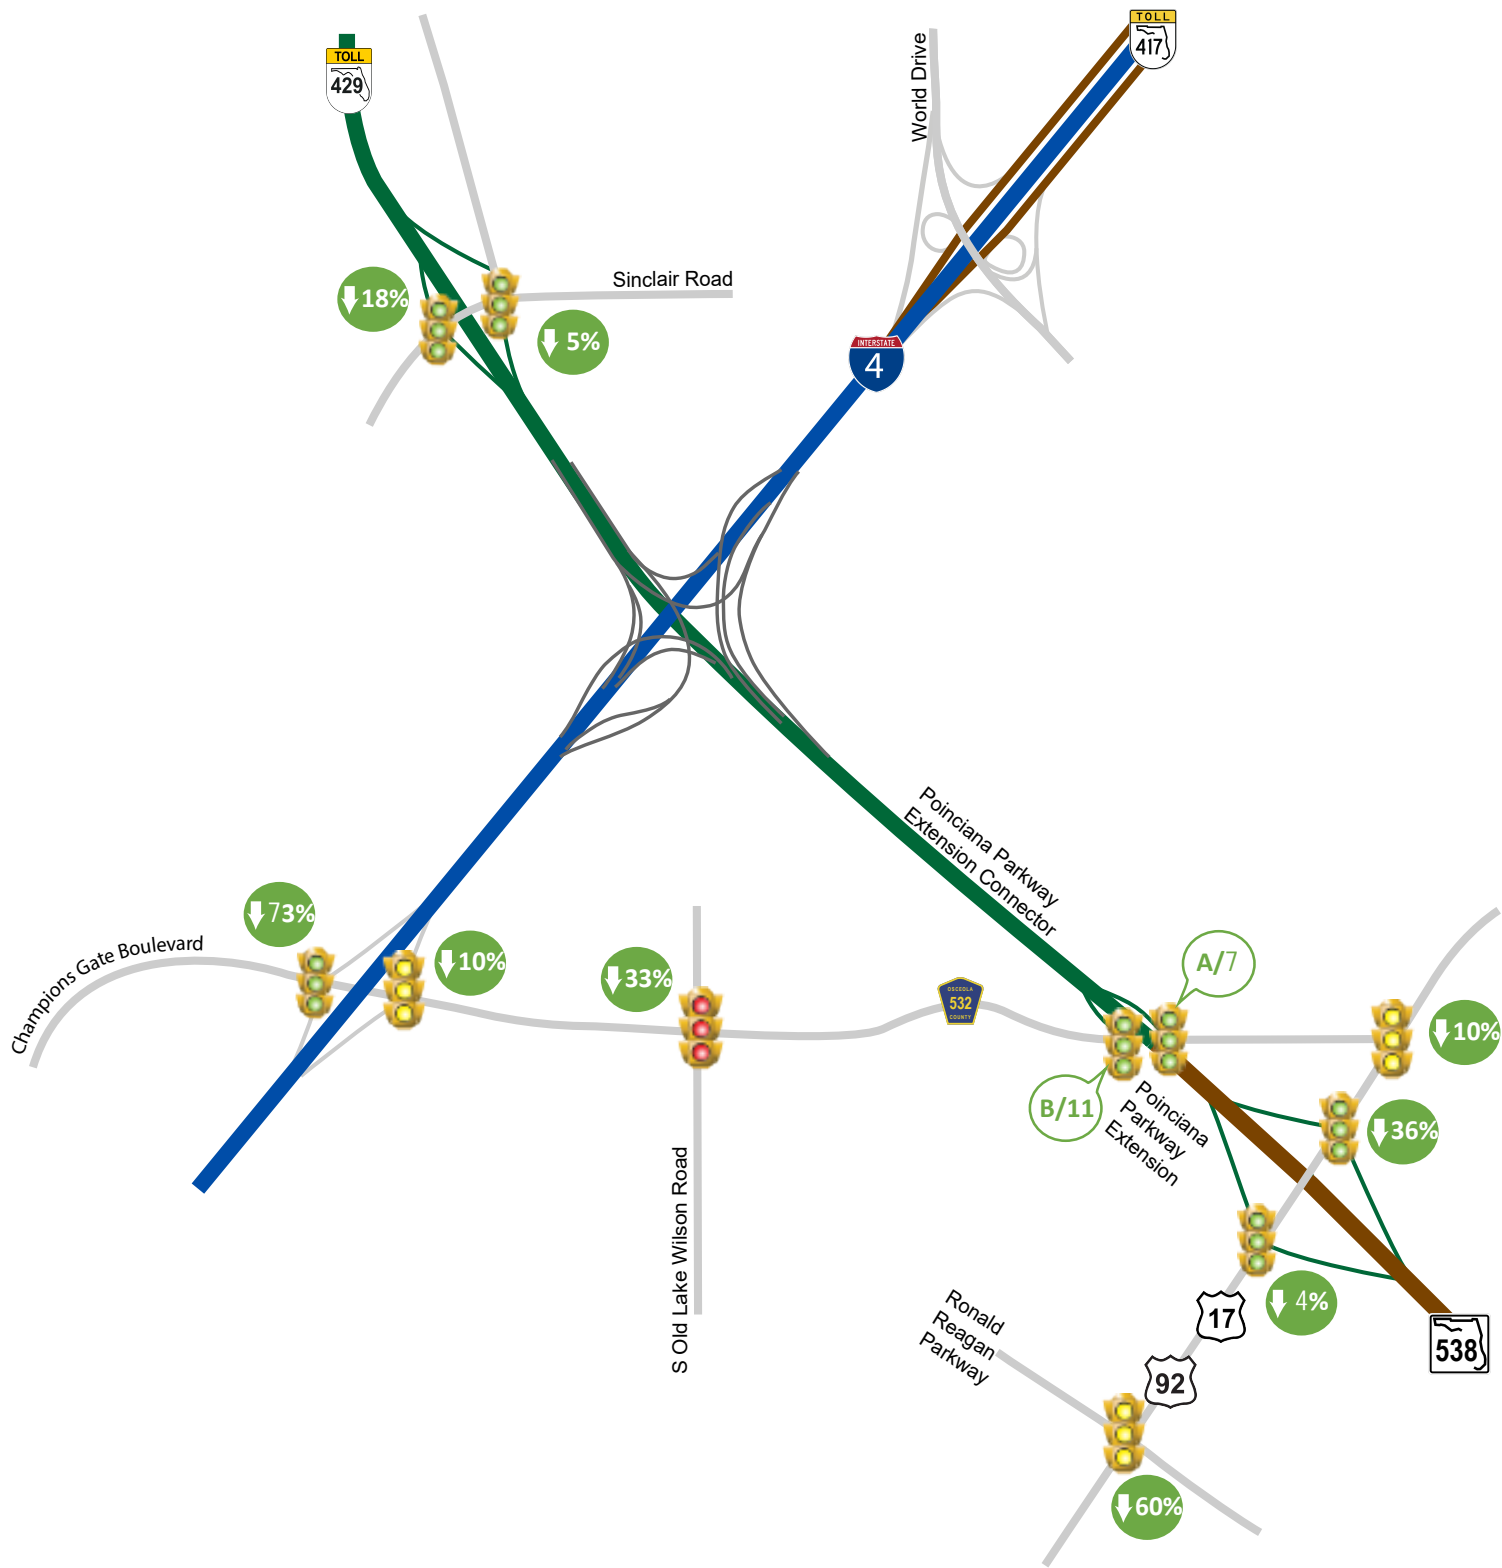 TOLL
417
TOLL
429
World Drive
Sinclair Road
18%
5%
INTERSTATE
4
Poinciana Parkway
Extension Connector
73%
Champions Gate Boulevard
10%
33%
OSCEOLA
532
COUNTY
A/7
10%
B/11
Poinciana
Parkway
Extension
36%
S Old Lake Wilson Road
4%
17
Ronald
Reagan
Parkway
538
92
60%